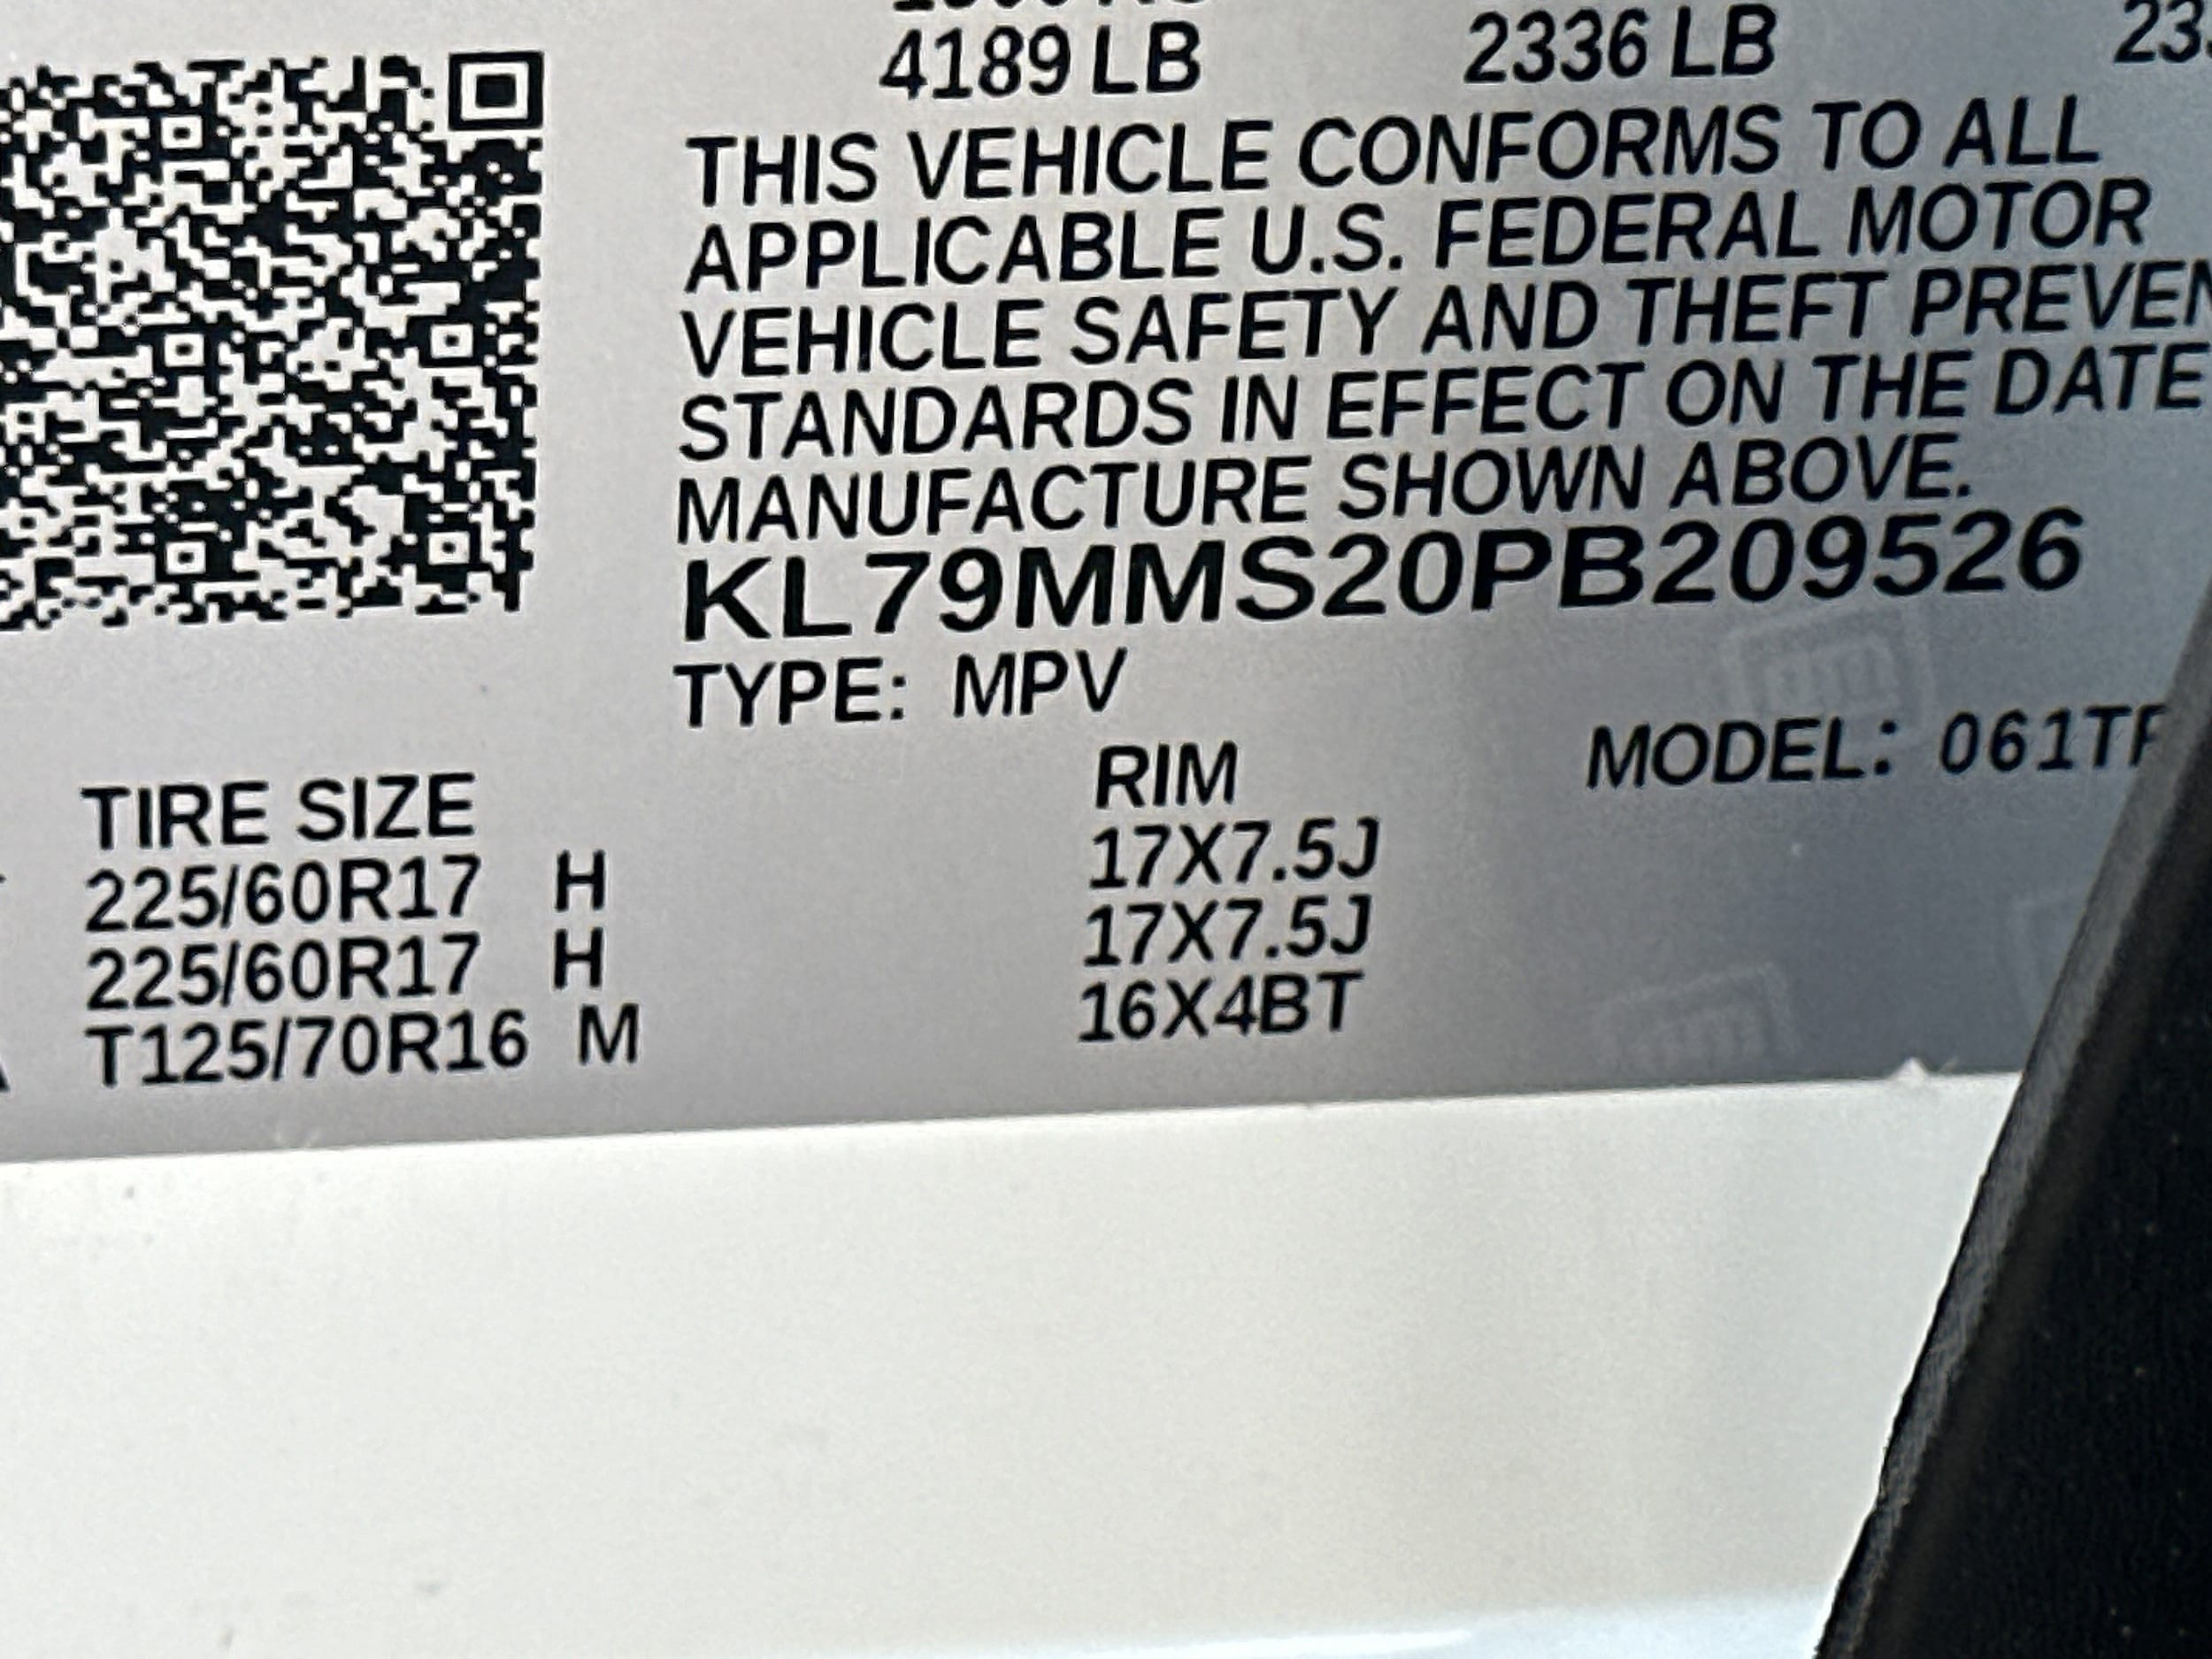 4189 LB 2336 LB
THIS VEHICLE CONFORMS TO ALL
APPLICABLE U.S. FEDERAL MOTOR
VEHICLE SAFETY AND THEFT
STANDARDS IN EFFECT ON THE DATE
MANUFACTURE SHOWN ABOVE.
KL79MMS20PB209526
TYPE: MPV
MODEL:
TIRE SIZE RIM
225/60R17 H 17X7.5J
225/60R17 H 17X7.5J
T125/70R16 M 16X4BT
gm
gm